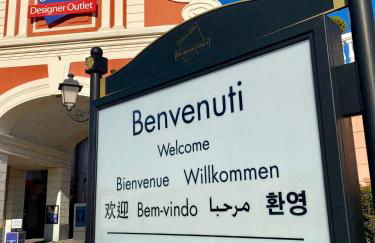 Designer Outlet
Benvenuti
Welcome
Bienvenue Willkommen
欢迎 Bem-vindo مرحبا 환영